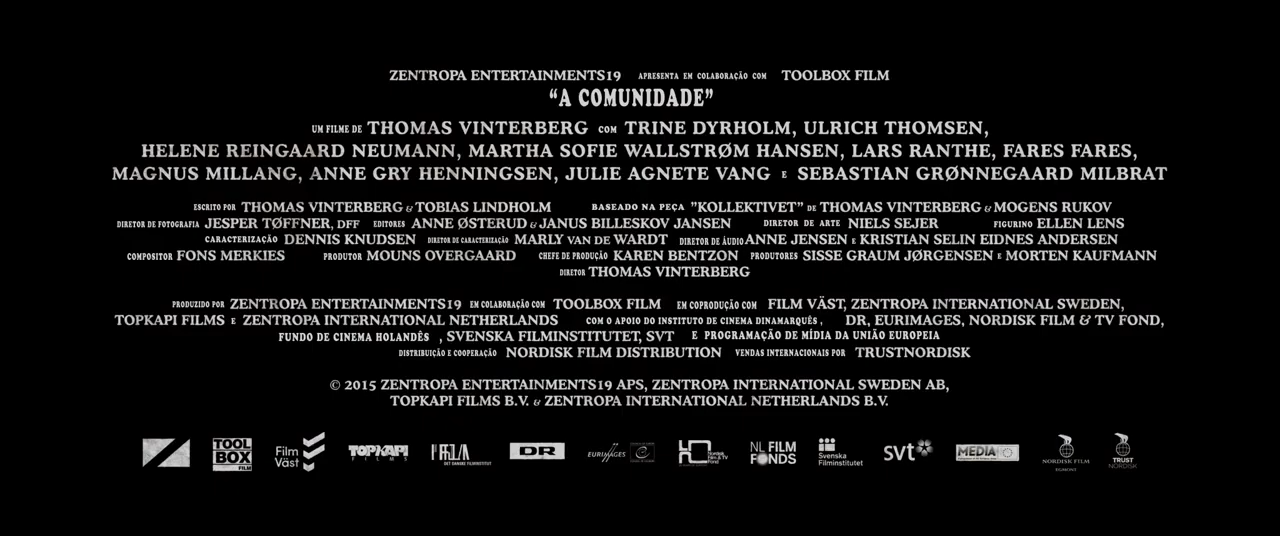 ZENTROPA ENTERTAINMENTS19 APRESENTA EM COLABORAÇÃO COM TOOLBOX FILM
“A COMUNIDADE”
UM FILME DE THOMAS VINTERBERG COM TRINE DYRHOLM, ULRICH THOMSEN,
HELENE REINGAARD NEUMANN, MARTHA SOFIE WALLSTRØM HANSEN, LARS RANTHE, FARES FARES,
MAGNUS MILLANG, ANNE GRY HENNINGSEN, JULIE AGNETE VANG E SEBASTIAN GRØNNEGAARD MILBRAT
ESCRITO POR THOMAS VINTERBERG & TOBIAS LINDHOLM BASEADO NA PEÇA ”KOLLEKTIVET” DE THOMAS VINTERBERG & MOGENS RUKOV
DIRETOR DE FOTOGRAFIA JESPER TØFFNER, DFF EDITORES ANNE ØSTERUD & JANUS BILLESKOV JANSEN DIRETOR DE ARTE NIELS SEJER FIGURINO ELLEN LENS
CARACTERIZAÇÃO DENNIS KNUDSEN DIRETOR DE CARACTERIZAÇÃO MARLY VAN DE WARDT DIRETOR DE ÁUDIO ANNE JENSEN E KRISTIAN SELIN EIDNES ANDERSEN
COMPOSITOR FONS MERKIES PRODUTOR MOUNS OVERGAARD CHEFE DE PRODUÇÃO KAREN BENTZON PRODUTORES SISSE GRAUM JØRGENSEN E MORTEN KAUFMANN
DIRETOR THOMAS VINTERBERG
PRODUZIDO POR ZENTROPA ENTERTAINMENTS19 EM COLABORAÇÃO COM TOOLBOX FILM EM COPRODUÇÃO COM FILM VÄST, ZENTROPA INTERNATIONAL SWEDEN,
TOPKAPI FILMS E ZENTROPA INTERNATIONAL NETHERLANDS COM O APOIO DO INSTITUTO DE CINEMA DINAMARQUÊS, DR, EURIMAGES, NORDISK FILM & TV FOND,
FUNDO DE CINEMA HOLANDÊS , SVENSKA FILMINSTITUTET, SVT E PROGRAMAÇÃO DE MÍDIA DA UNIÃO EUROPEIA
DISTRIBUIÇÃO E COOPERAÇÃO NORDISK FILM DISTRIBUTION VENDAS INTERNACIONAIS POR TRUSTNORDISK
© 2015 ZENTROPA ENTERTAINMENTS19 APS, ZENTROPA INTERNATIONAL SWEDEN AB,
TOPKAPI FILMS B.V. & ZENTROPA INTERNATIONAL NETHERLANDS B.V.
TOOL BOX FILM
Film Väst
TOPKAPI FILMS
DET DANSKE FILMINSTITUT
DR
EURIMAGES
Nordisk Film & TV Fond
NL FILM FONDS
Svenska Filminstitutet
svt
MEDIA
NORDISK FILM EGMONT
TRUST NORDISK